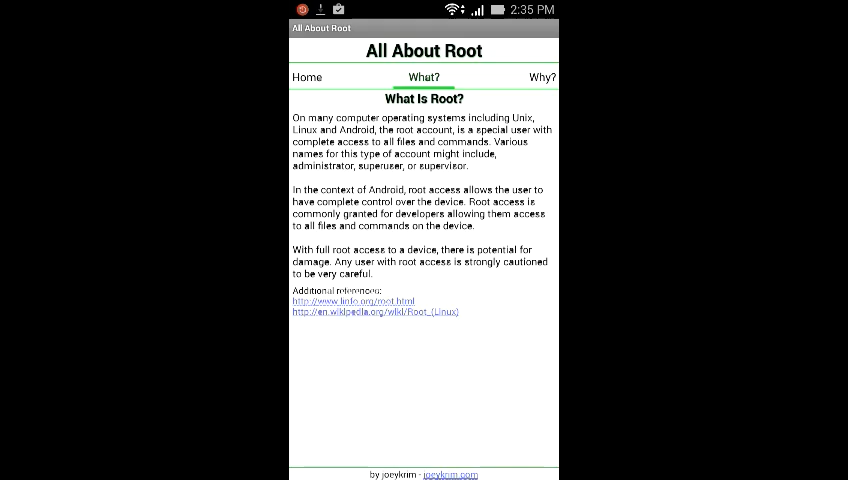 2:35 PM
All About Root
All About Root
Home What? Why?
What Is Root?
On many computer operating systems including Unix,
Linux and Android, the root account, is a special user with
complete access to all files and commands. Various
names for this type of account might include,
administrator, superuser, or supervisor.
In the context of Android, root access allows the user to
have complete control over the device. Root access is
commonly granted for developers allowing them access
to all files and commands on the device.
With full root access to a device, there is potential for
damage. Any user with root access is strongly cautioned
to be very careful.
Additional references:
http://www.linfo.org/root.html
http://en.wikipedia.org/wiki/Root_(Linux)
by joeykrim - joeykrim.com